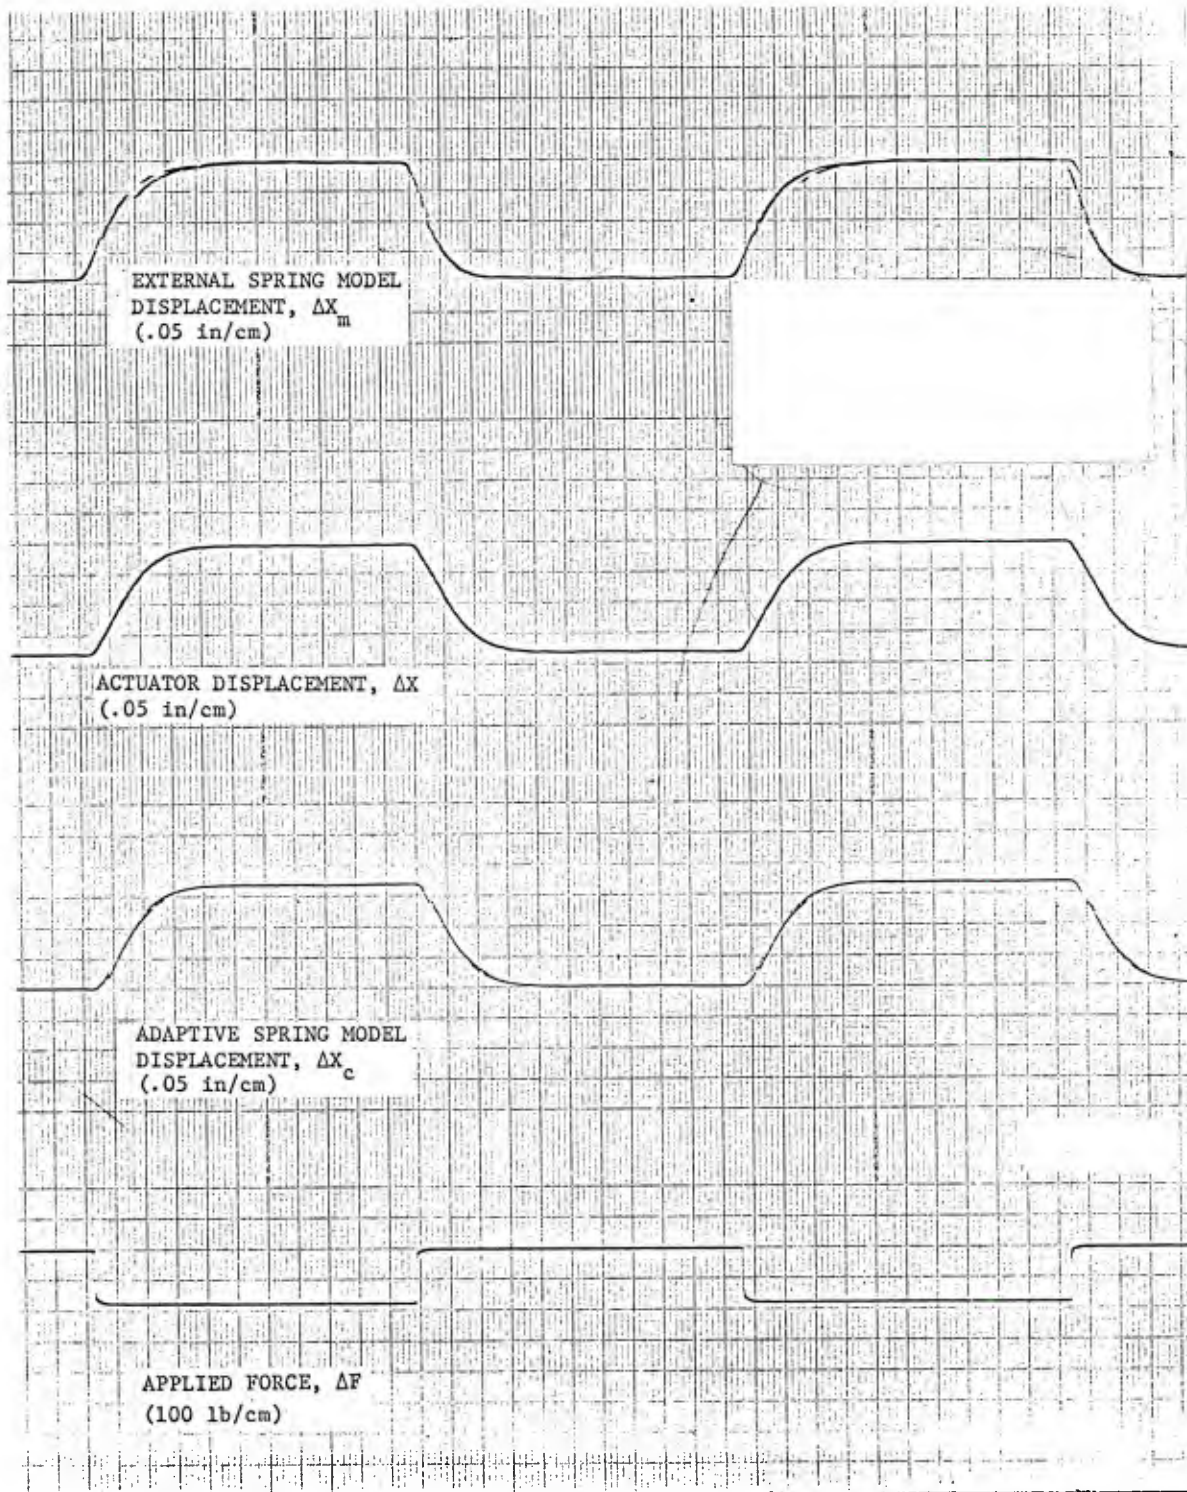 EXTERNAL SPRING MODEL
DISPLACEMENT, ΔXm
(.05 in/cm)
ACTUATOR DISPLACEMENT, ΔX
(.05 in/cm)
ADAPTIVE SPRING MODEL
DISPLACEMENT, ΔXc
(.05 in/cm)
APPLIED FORCE, ΔF
(100 lb/cm)